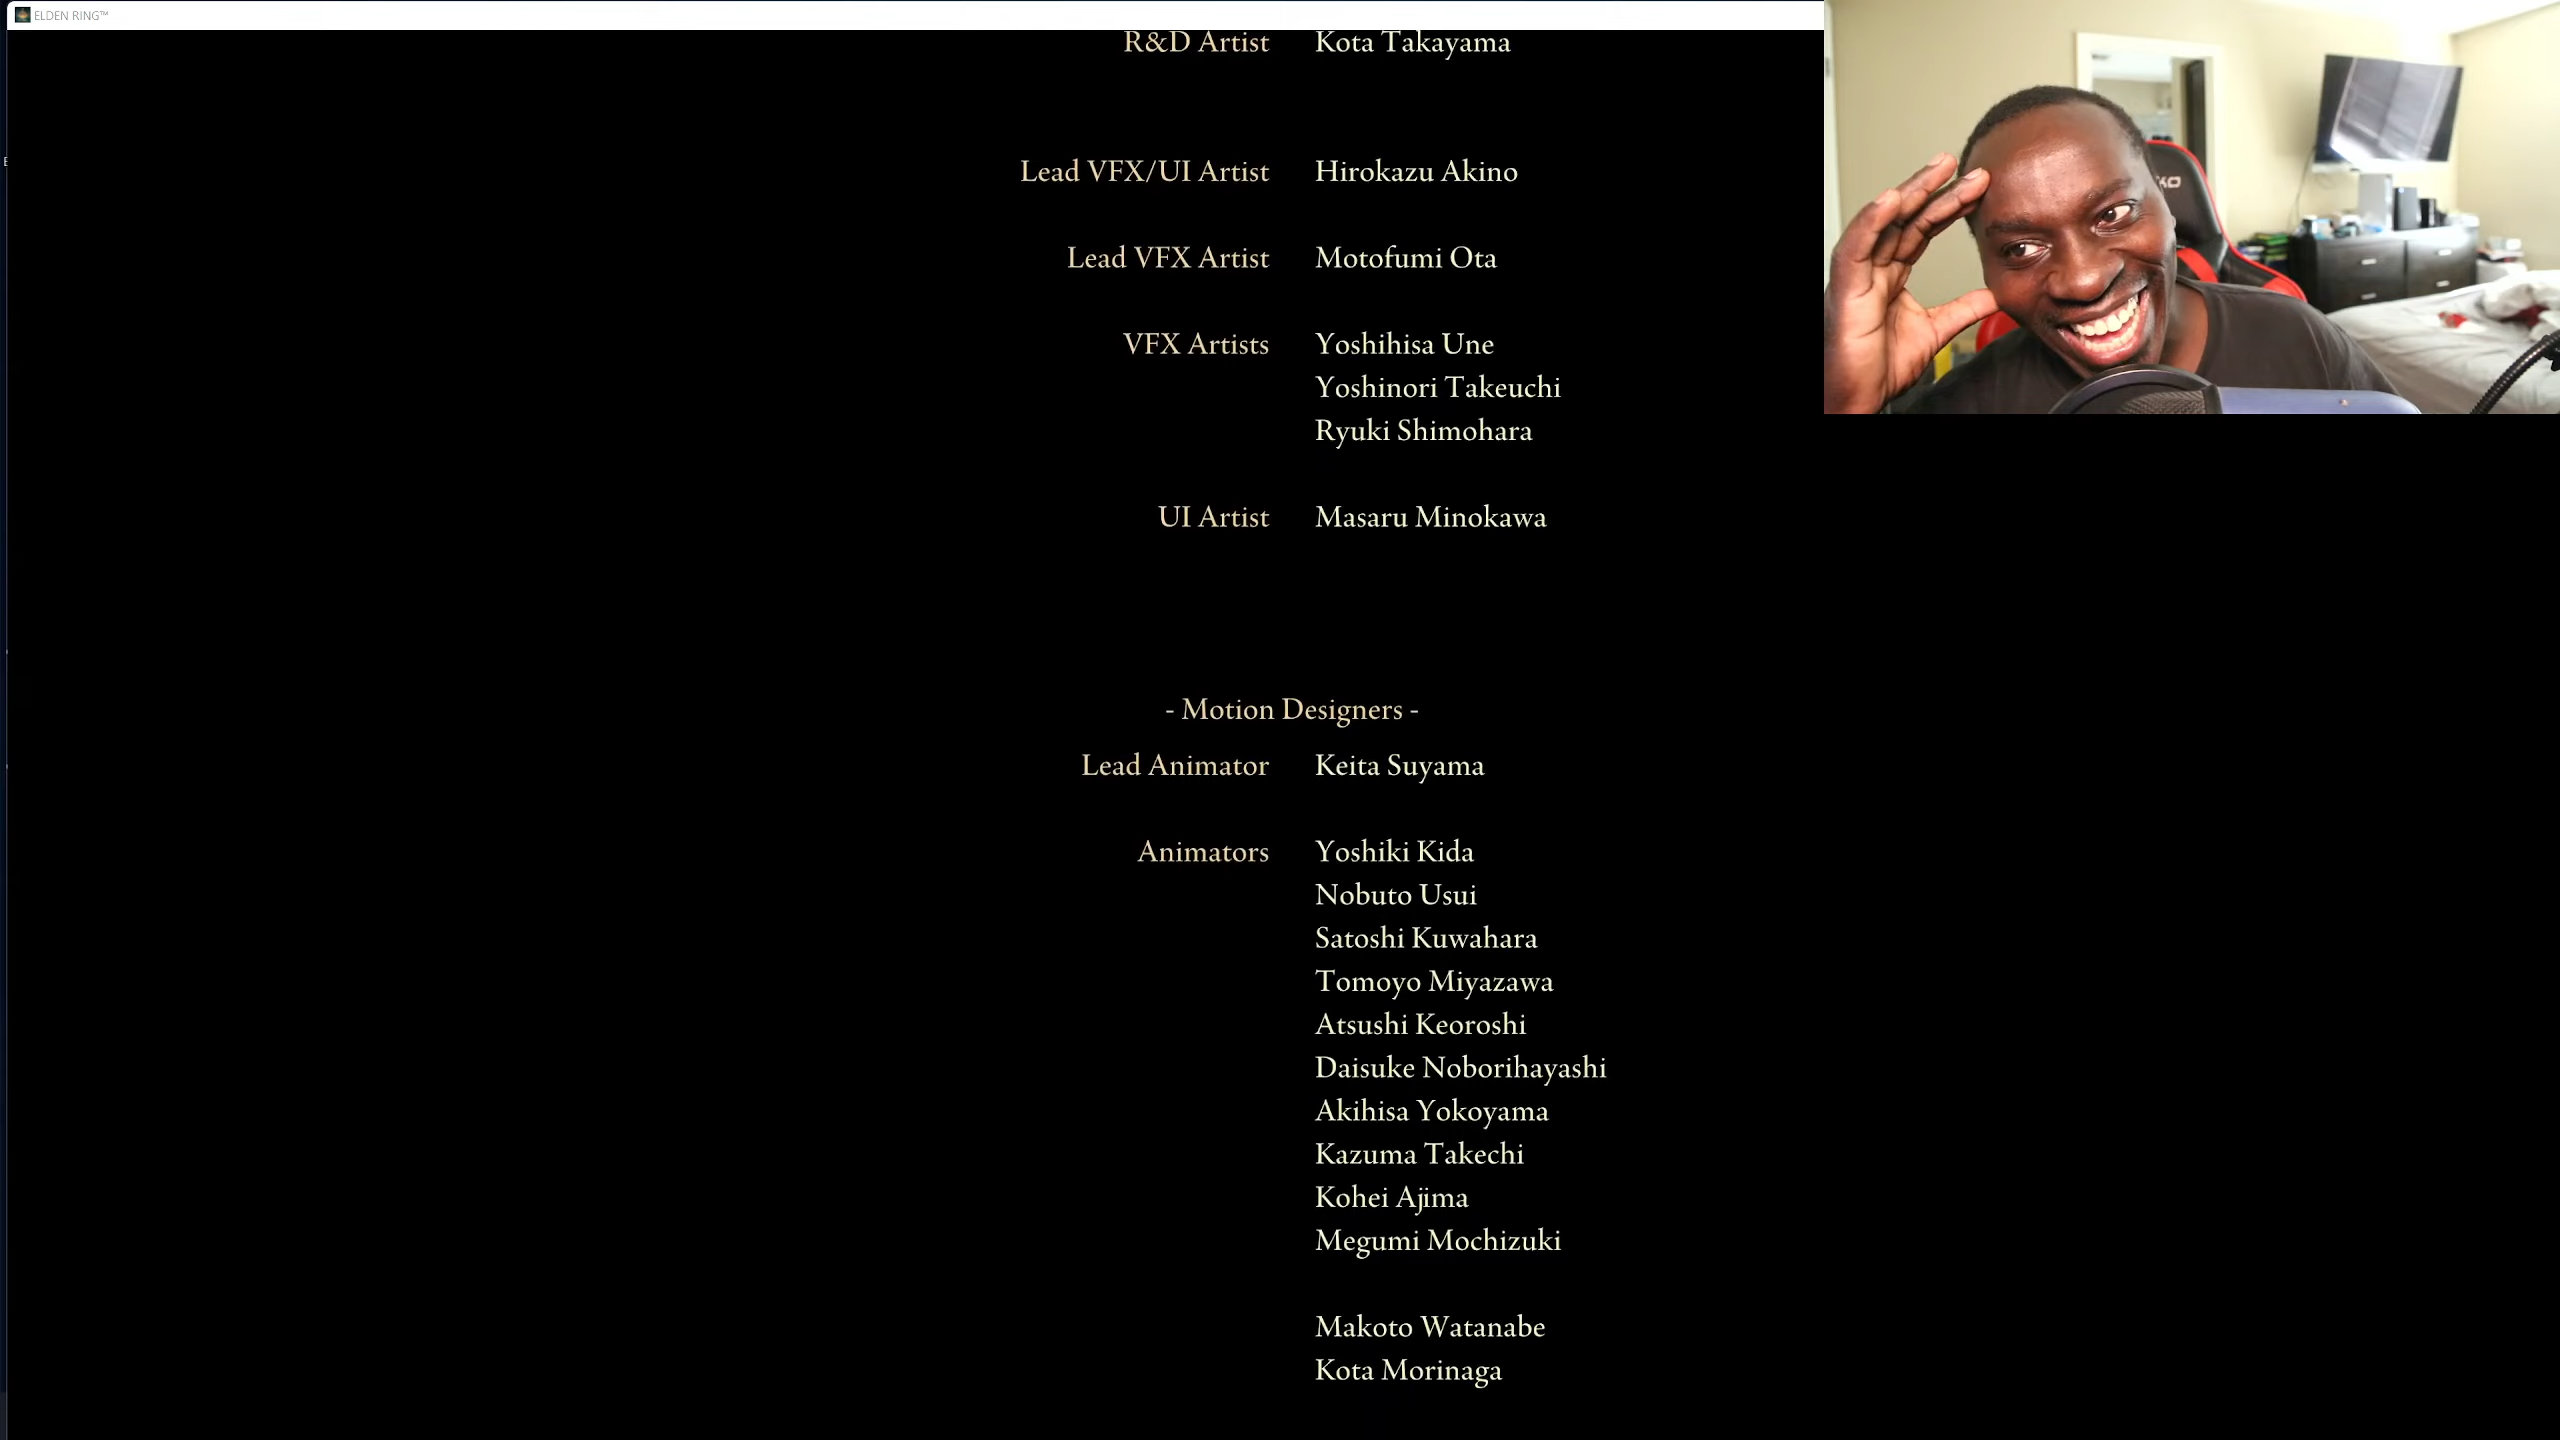 ELDEN RING™
R&D Artist Kota Takayama
Lead VFX/UI Artist Hirokazu Akino
Lead VFX Artist Motofumi Ota
VFX Artists Yoshihisa Une
Yoshinori Takeuchi
Ryuki Shimohara
UI Artist Masaru Minokawa
- Motion Designers -
Lead Animator Keita Suyama
Animators Yoshiki Kida
Nobuto Usui
Satoshi Kuwahara
Tomoyo Miyazawa
Atsushi Keoroshi
Daisuke Noborihayashi
Akihisa Yokoyama
Kazuma Takechi
Kohei Ajima
Megumi Mochizuki
Makoto Watanabe
Kota Morinaga